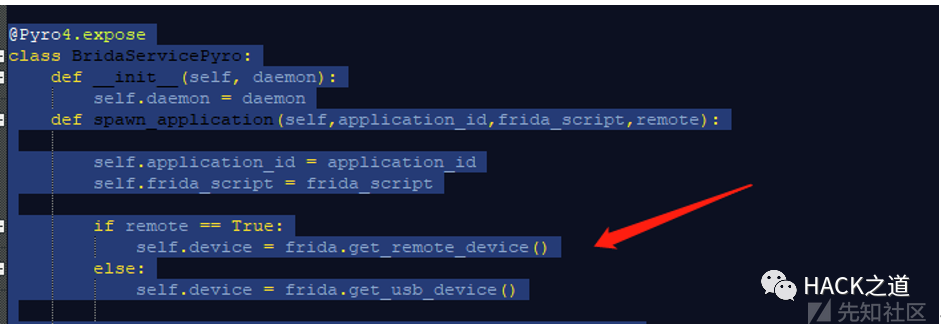 @Pyro4.expose
class BridaServicePyro:
    def __init__(self, daemon):
        self.daemon = daemon
    def spawn_application(self,application_id,frida_script,remote):
        self.application_id = application_id
        self.frida_script = frida_script
        if remote == True:
            self.device = frida.get_remote_device()
        else:
            self.device = frida.get_usb_device()
HACK之道
先知社区